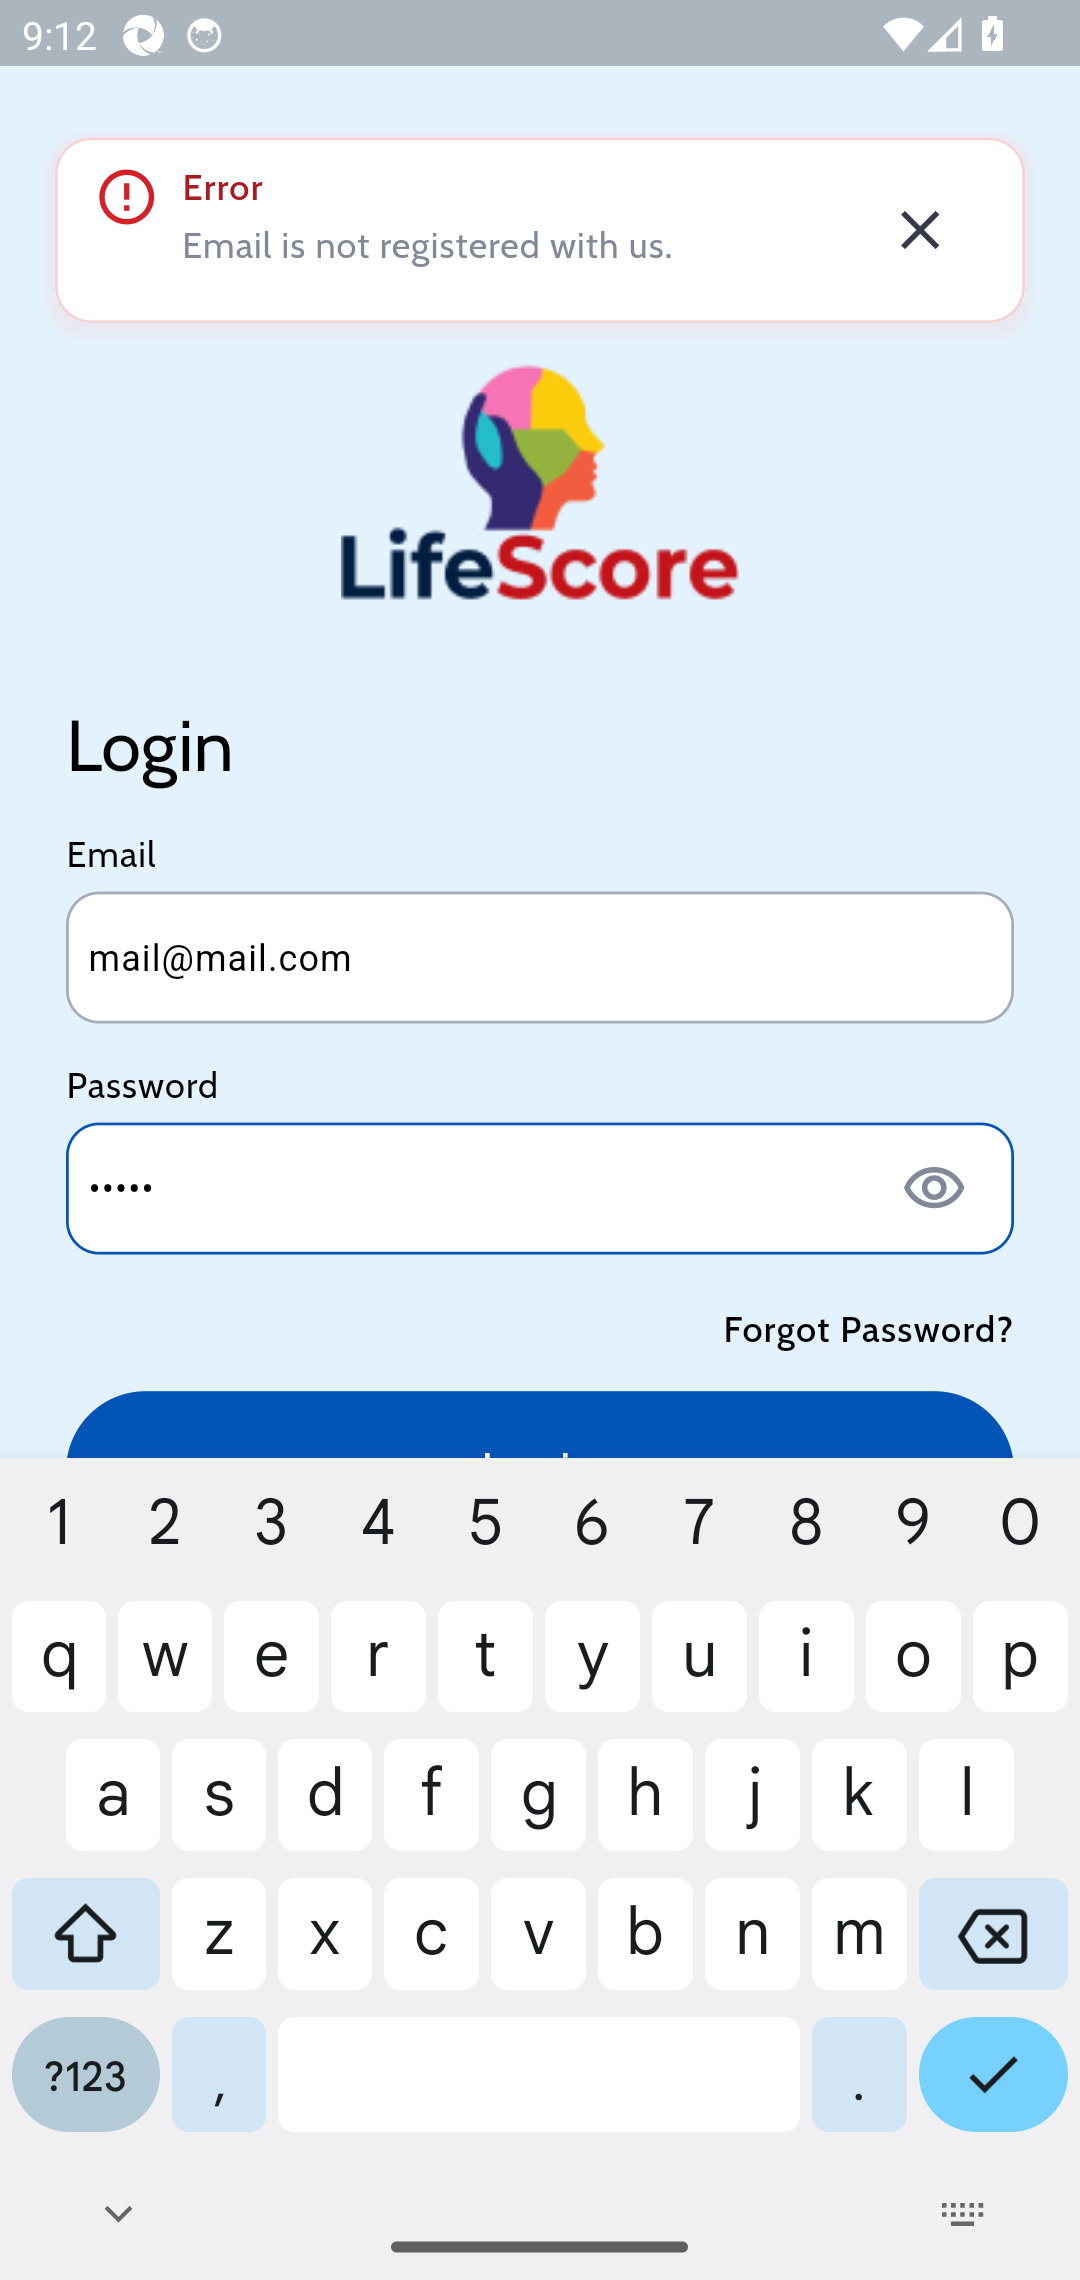 9:12
Error
Email is not registered with us.
LifeScore
Login
Email
mail@mail.com
Password
•••••
Forgot Password?
1 2 3 4 5 6 7 8 9 0
q w e r t y u i o p
a s d f g h j k l
z x c v b n m
?123 , .